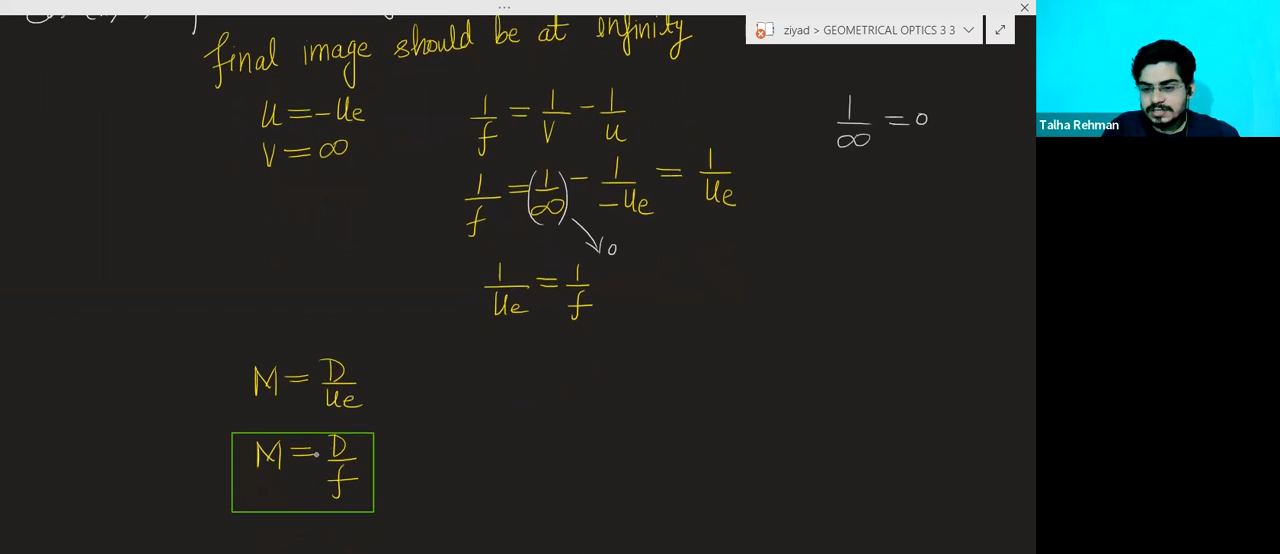 ziyad > GEOMETRICAL OPTICS 3 3
Talha Rehman
final image should be at infinity
u = -ue
v = ∞
1/f = 1/v - 1/u
1/∞ = 0
1/f = (1/∞) - 1/-ue = 1/ue
0
1/ue = 1/f
M = D/ue
M = D/f